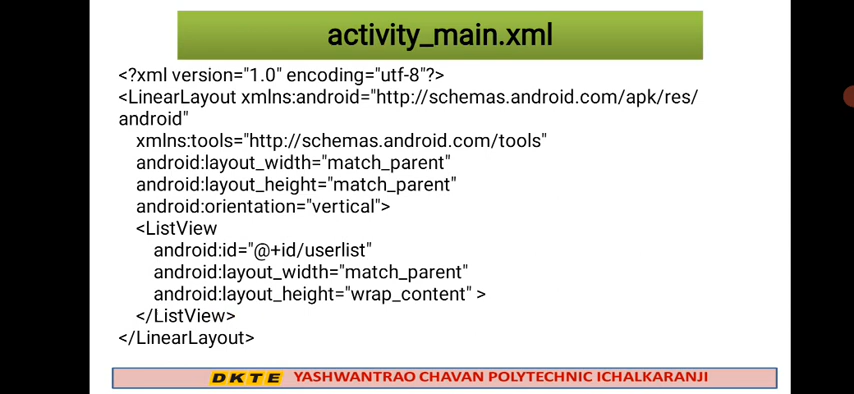 activity_main.xml
<?xml version="1.0" encoding="utf-8"?>
<LinearLayout xmlns:android="http://schemas.android.com/apk/res/
android"
xmlns:tools="http://schemas.android.com/tools"
android:layout_width="match_parent"
android:layout_height="match_parent"
android:orientation="vertical">
<ListView
android:id="@+id/userlist"
android:layout_width="match_parent"
android:layout_height="wrap_content" >
</ListView>
</LinearLayout>
DKTE YASHWANTRAO CHAVAN POLYTECHNIC ICHALKARANJI